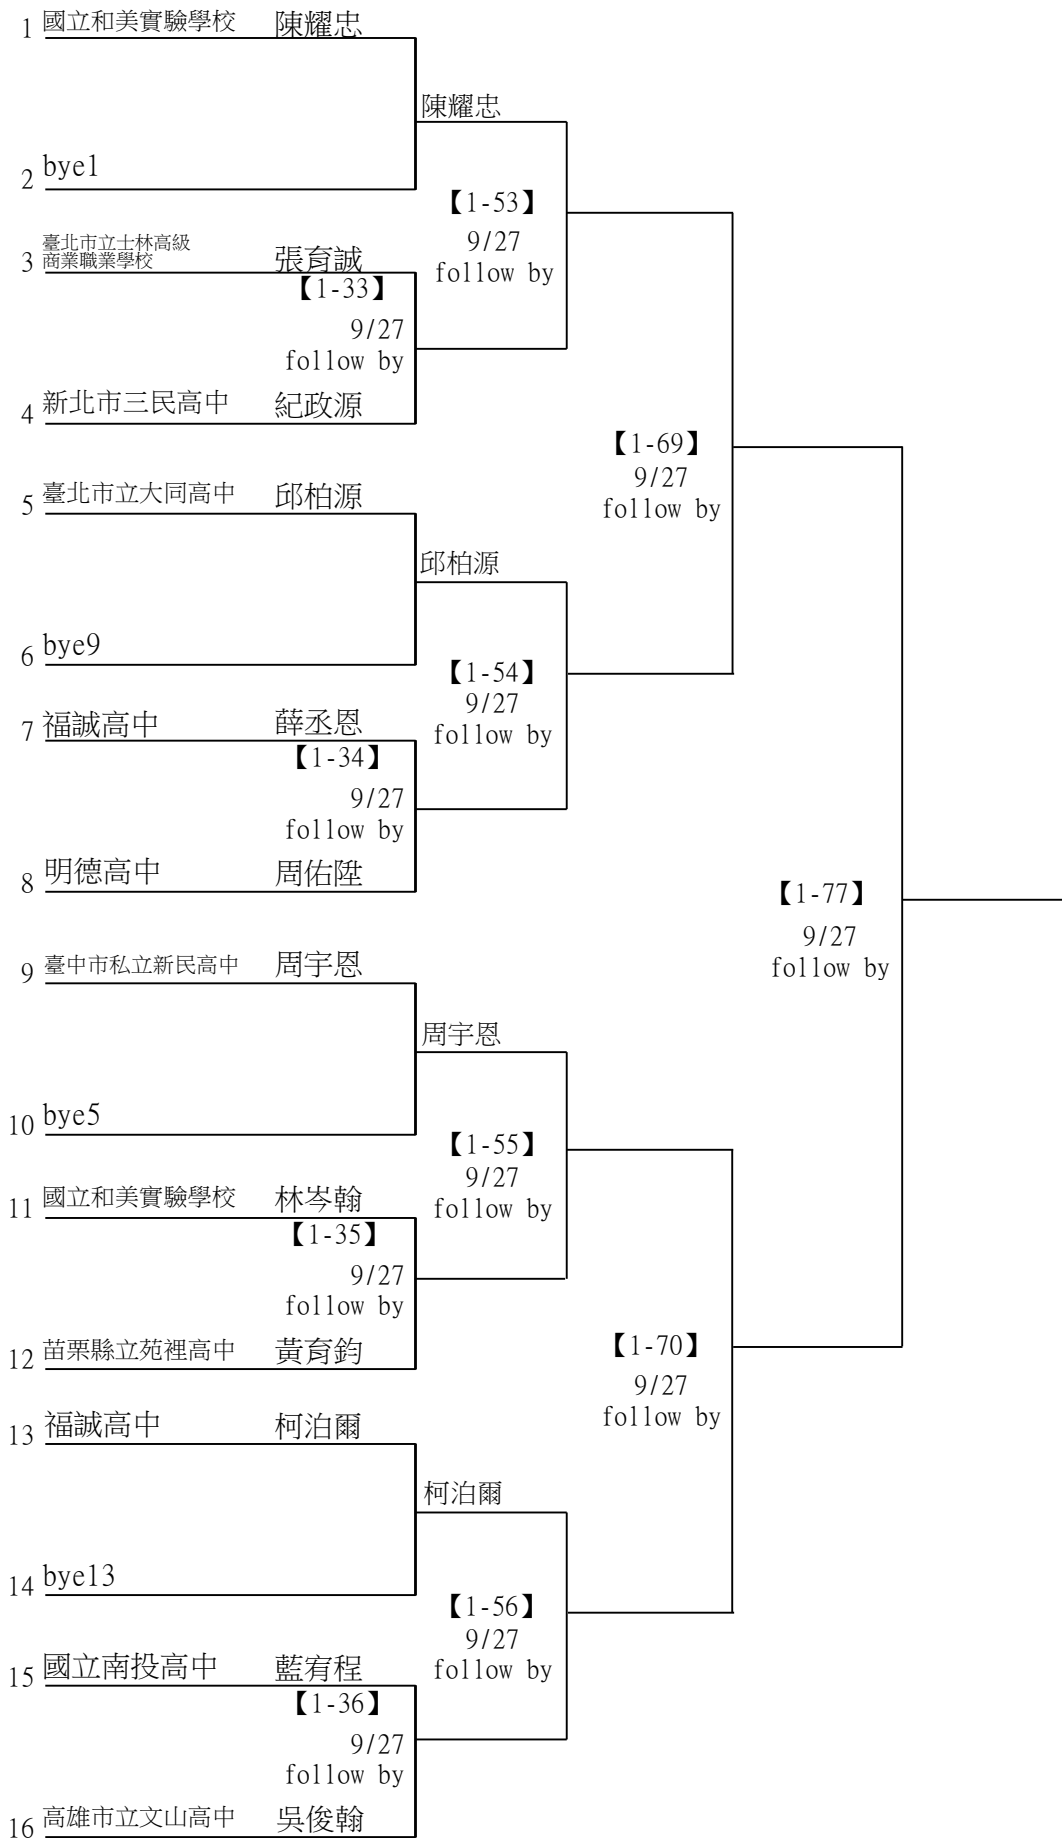 1 國立和美實驗學校 陳耀忠
陳耀忠
2 bye1
【1-53】
9/27
follow by
3 臺北市立士林高級
商業職業學校 張育誠
【1-33】
9/27
follow by
4 新北市三民高中 紀政源
【1-69】
9/27
follow by
5 臺北市立大同高中 邱柏源
邱柏源
6 bye9
【1-54】
9/27
follow by
7 福誠高中 薛丞恩
【1-34】
9/27
follow by
8 明德高中 周佑陞
【1-77】
9/27
follow by
9 臺中市私立新民高中 周宇恩
周宇恩
10 bye5
【1-55】
9/27
follow by
11 國立和美實驗學校 林岑翰
【1-35】
9/27
follow by
12 苗栗縣立苑裡高中 黃育鈞
【1-70】
9/27
follow by
13 福誠高中 柯泊爾
柯泊爾
14 bye13
【1-56】
9/27
follow by
15 國立南投高中 藍宥程
【1-36】
9/27
follow by
16 高雄市立文山高中 吳俊翰